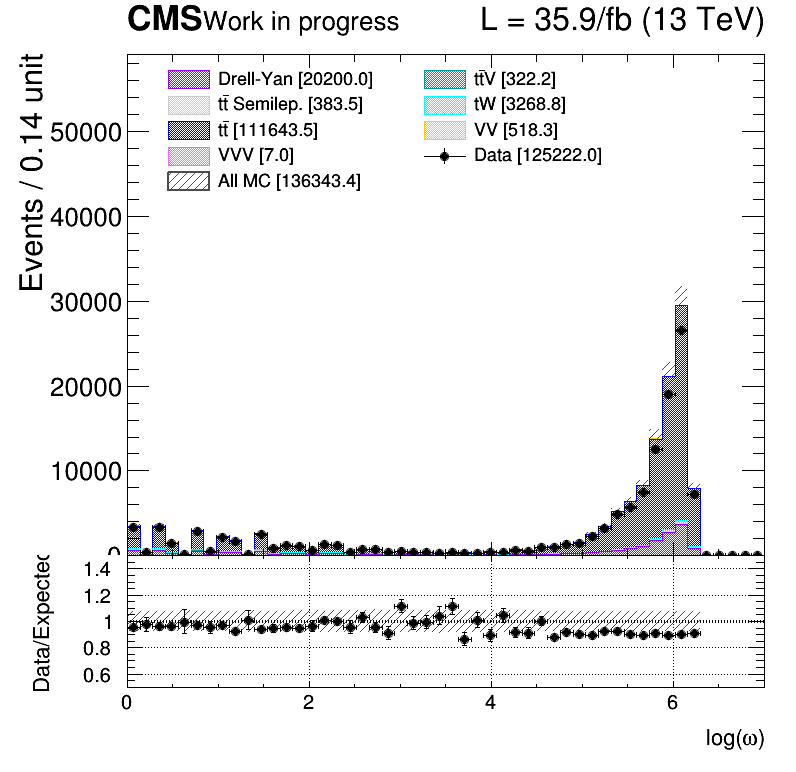 CMS Work in progress L = 35.9/fb (13 TeV)
Events / 0.14 unit
Drell-Yan [20200.0]
tt̄ Semilep. [383.5]
tt̄ [111643.5]
VVV [7.0]
All MC [136343.4]
tt̄V [322.2]
tW [3268.8]
VV [518.3]
Data [125222.0]
50000
40000
30000
20000
10000
0
Data/Expected
1.4
1.2
1
0.8
0.6
0 2 4 6
log(ω)